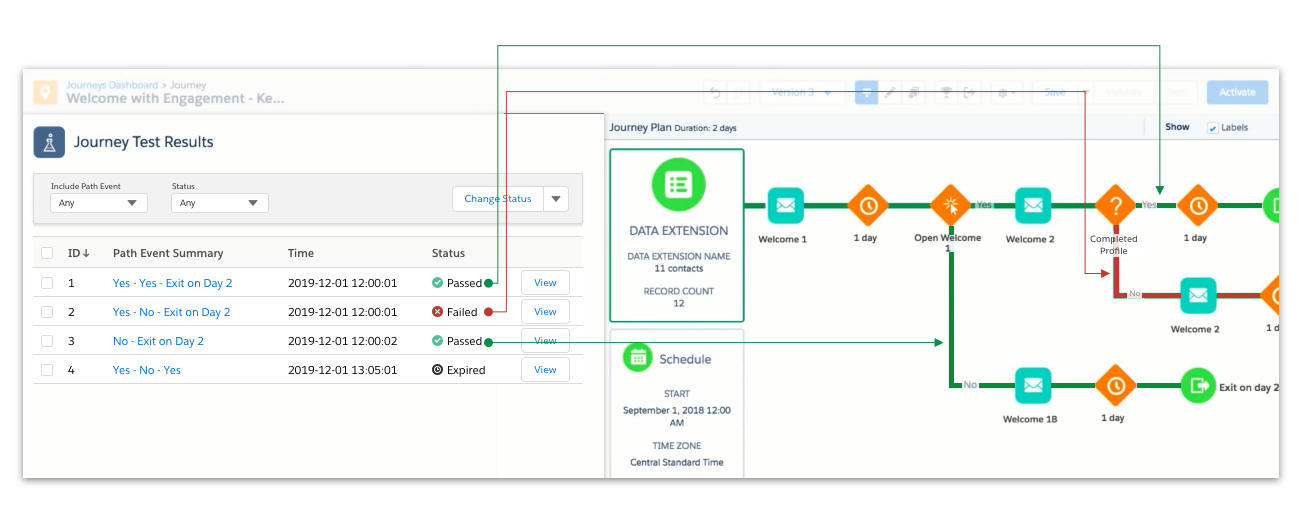 Journeys Dashboard > Journey
Welcome with Engagement - Ke...
Version 3
Save
Validate
Test
Activate
Journey Test Results
Include Path Event
Status
Any
Any
Change Status
ID↓ Path Event Summary Time Status
1 Yes - Yes - Exit on Day 2 2019-12-01 12:00:01 Passed View
2 Yes - No - Exit on Day 2 2019-12-01 12:00:01 Failed View
3 No - Exit on Day 2 2019-12-01 12:00:02 Passed View
4 Yes - No - Yes 2019-12-01 13:05:01 Expired View
Journey Plan Duration: 2 days
Show
Labels
DATA EXTENSION
DATA EXTENSION NAME
11 contacts
RECORD COUNT
12
Schedule
START
September 1, 2018 12:00
AM
TIME ZONE
Central Standard Time
Welcome 1
1 day
Open Welcome
1
Yes
Welcome 2
?
Completed
Profile
Yes
1 day
No
Welcome 2
1 d
No
Welcome 1B
1 day
Exit on day 2